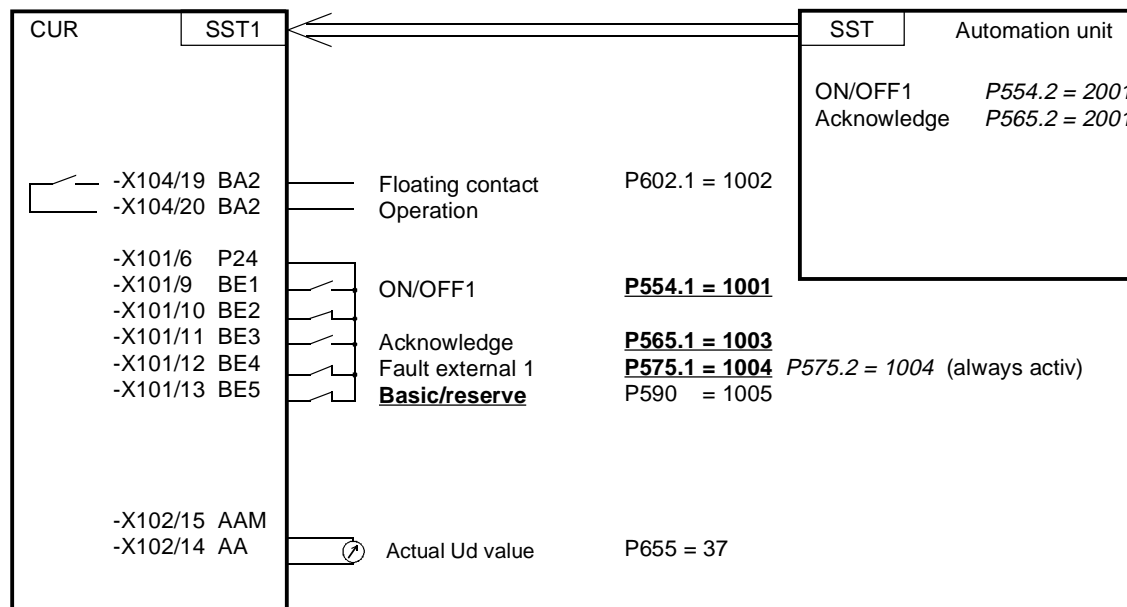 CUR SST1 SST Automation unit
ON/OFF1 P554.2 = 2001
Acknowledge P565.2 = 2001
-X104/19 BA2 Floating contact P602.1 = 1002
-X104/20 BA2 Operation
-X101/6 P24
-X101/9 BE1 ON/OFF1 P554.1 = 1001
-X101/10 BE2
-X101/11 BE3 Acknowledge P565.1 = 1003
-X101/12 BE4 Fault external 1 P575.1 = 1004 P575.2 = 1004 (always activ)
-X101/13 BE5 Basic/reserve P590 = 1005
-X102/15 AAM
-X102/14 AA Actual Ud value P655 = 37